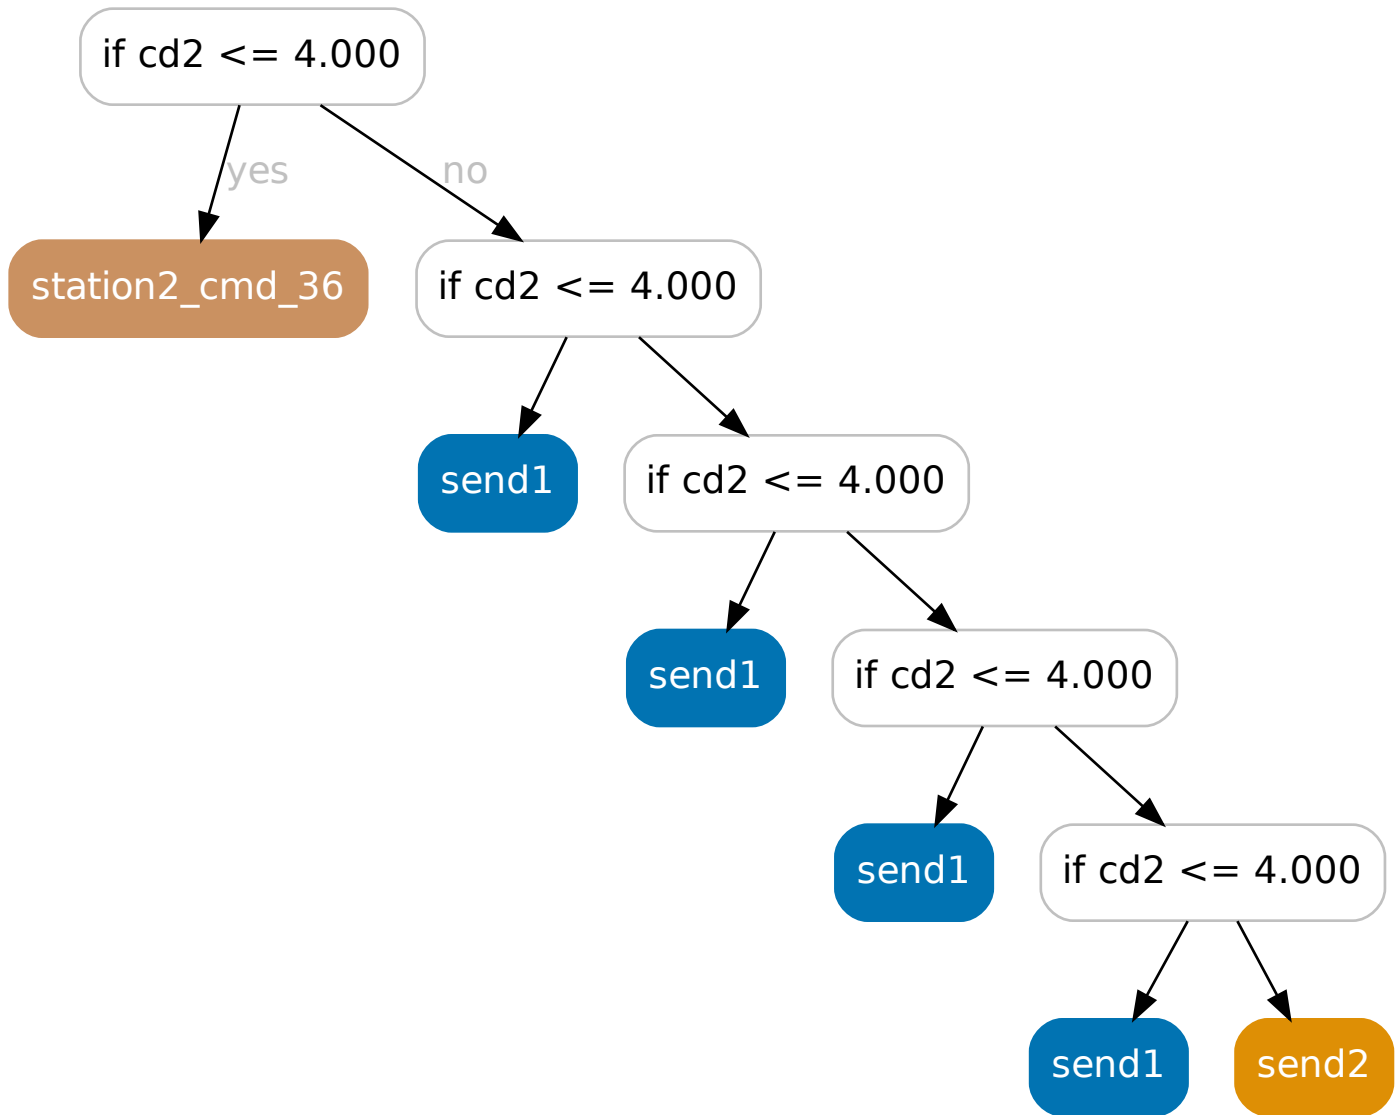 if cd2 <= 4.000
yes
no
station2_cmd_36
if cd2 <= 4.000
send1
if cd2 <= 4.000
send1
if cd2 <= 4.000
send1
if cd2 <= 4.000
send1
send2